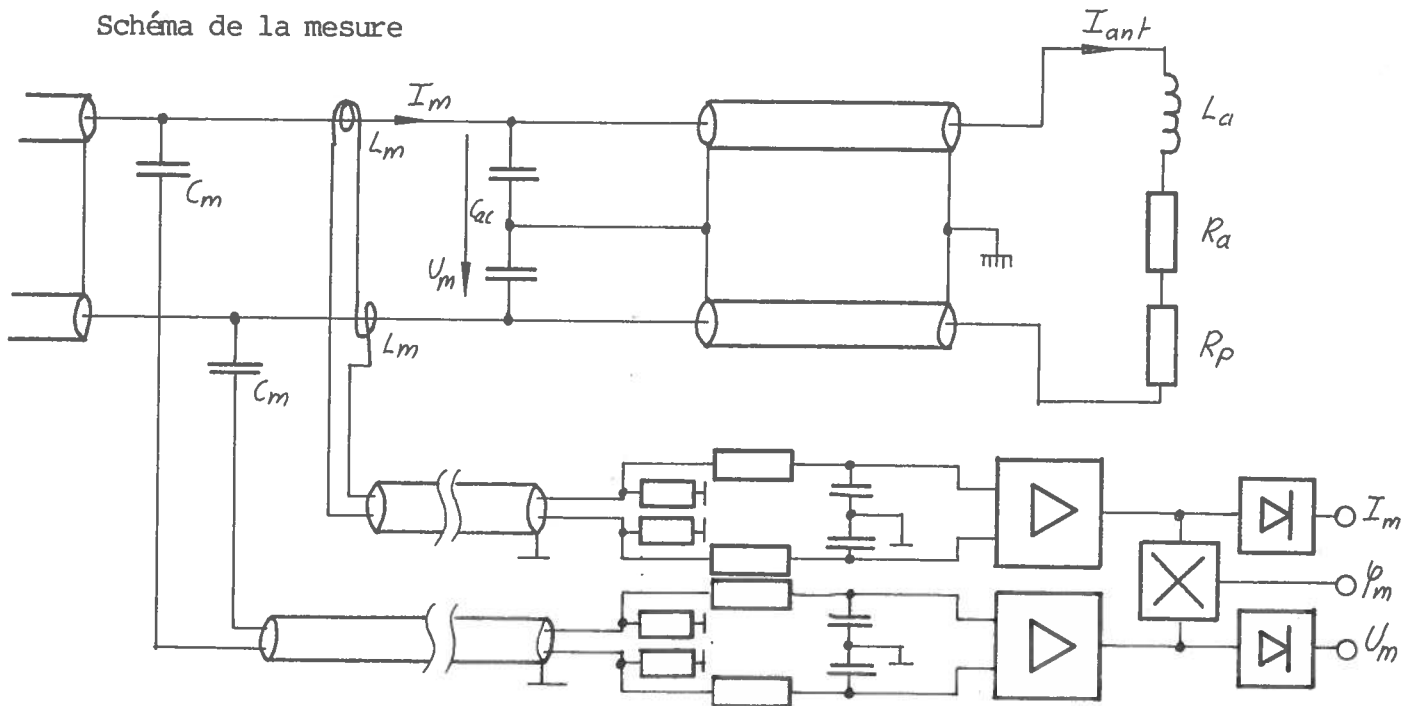 Schéma de la mesure
I_ant
I_m
L_a
L_m
C_m
C_ac
R_a
U_m
L_m
R_p
C_m
I_m
φ_m
U_m